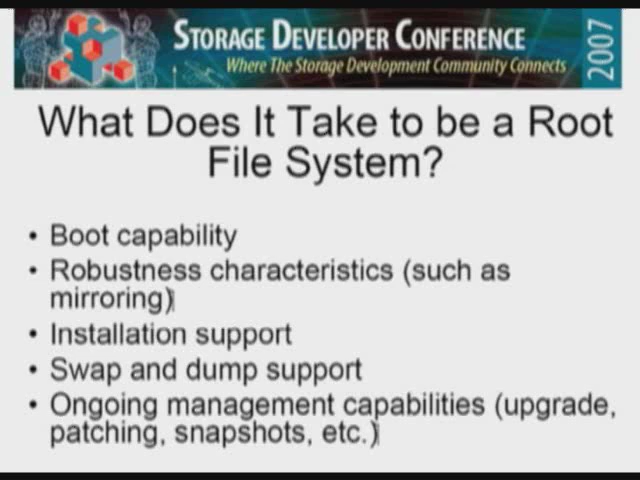 STORAGE DEVELOPER CONFERENCE
Where The Storage Development Community Connects
2007
What Does It Take to be a Root
File System?
• Boot capability
• Robustness characteristics (such as
mirroring)
• Installation support
• Swap and dump support
• Ongoing management capabilities (upgrade,
patching, snapshots, etc.)